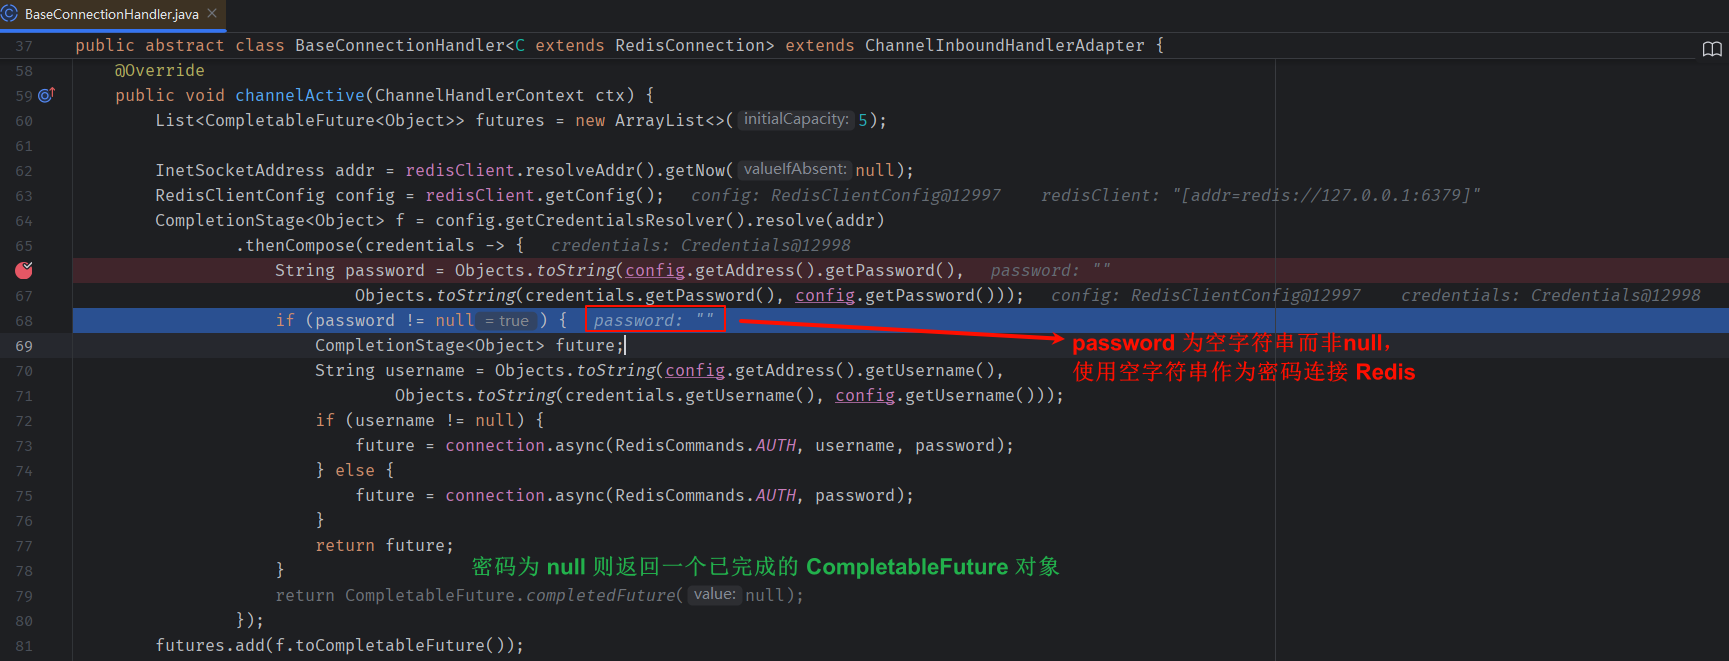 BaseConnectionHandler.java ×
37 public abstract class BaseConnectionHandler<C extends RedisConnection> extends ChannelInboundHandlerAdapter {
58 @Override
59 public void channelActive(ChannelHandlerContext ctx) {
60 List<CompletableFuture<Object>> futures = new ArrayList<>( initialCapacity: 5);
61
62 InetSocketAddress addr = redisClient.resolveAddr().getNow( valueIfAbsent: null);
63 RedisClientConfig config = redisClient.getConfig(); config: RedisClientConfig@12997 redisClient: "[addr=redis://127.0.0.1:6379]"
64 CompletionStage<Object> f = config.getCredentialsResolver().resolve(addr)
65 .thenCompose(credentials -> { credentials: Credentials@12998
String password = Objects.toString(config.getAddress().getPassword(), password: ""
67 Objects.toString(credentials.getPassword(), config.getPassword())); config: RedisClientConfig@12997 credentials: Credentials@12998
68 if (password != null = true ) { password: ""
69 CompletionStage<Object> future;
password 为空字符串而非null，
70 String username = Objects.toString(config.getAddress().getUsername(),
使用空字符串作为密码连接 Redis
71 Objects.toString(credentials.getUsername(), config.getUsername()));
72 if (username != null) {
73 future = connection.async(RedisCommands.AUTH, username, password);
74 } else {
75 future = connection.async(RedisCommands.AUTH, password);
76 }
77 return future;
78 }
密码为 null 则返回一个已完成的 CompletableFuture 对象
79 return CompletableFuture.completedFuture( value: null);
80 });
81 futures.add(f.toCompletableFuture());